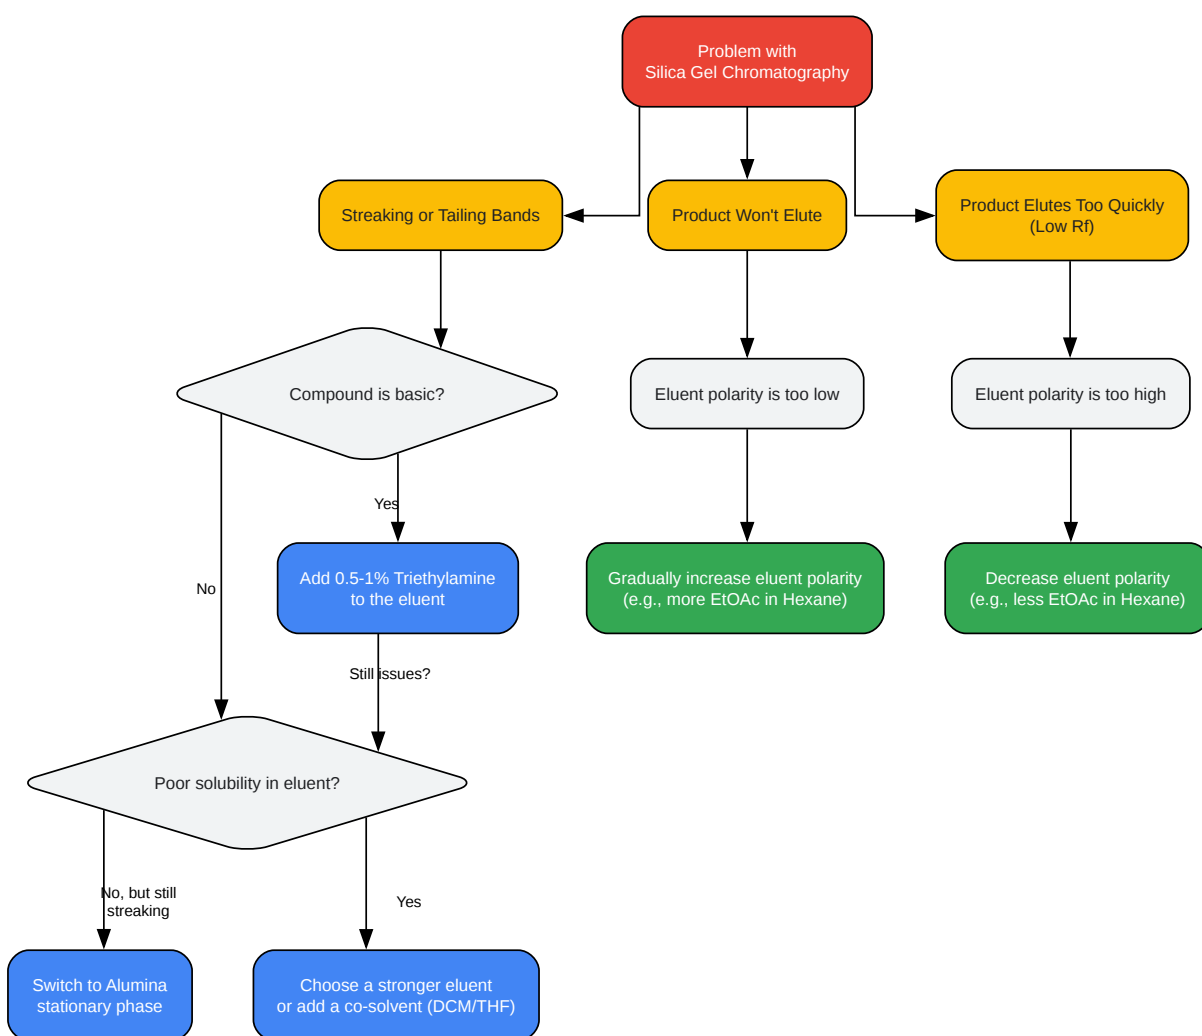 Problem with
Silica Gel Chromatography
Streaking or Tailing Bands
Product Won't Elute
Product Elutes Too Quickly
(Low Rf)
Compound is basic?
Eluent polarity is too low
Eluent polarity is too high
Yes
No
Add 0.5-1% Triethylamine
to the eluent
Gradually increase eluent polarity
(e.g., more EtOAc in Hexane)
Decrease eluent polarity
(e.g., less EtOAc in Hexane)
Still issues?
Poor solubility in eluent?
No, but still
streaking
Yes
Switch to Alumina
stationary phase
Choose a stronger eluent
or add a co-solvent (DCM/THF)